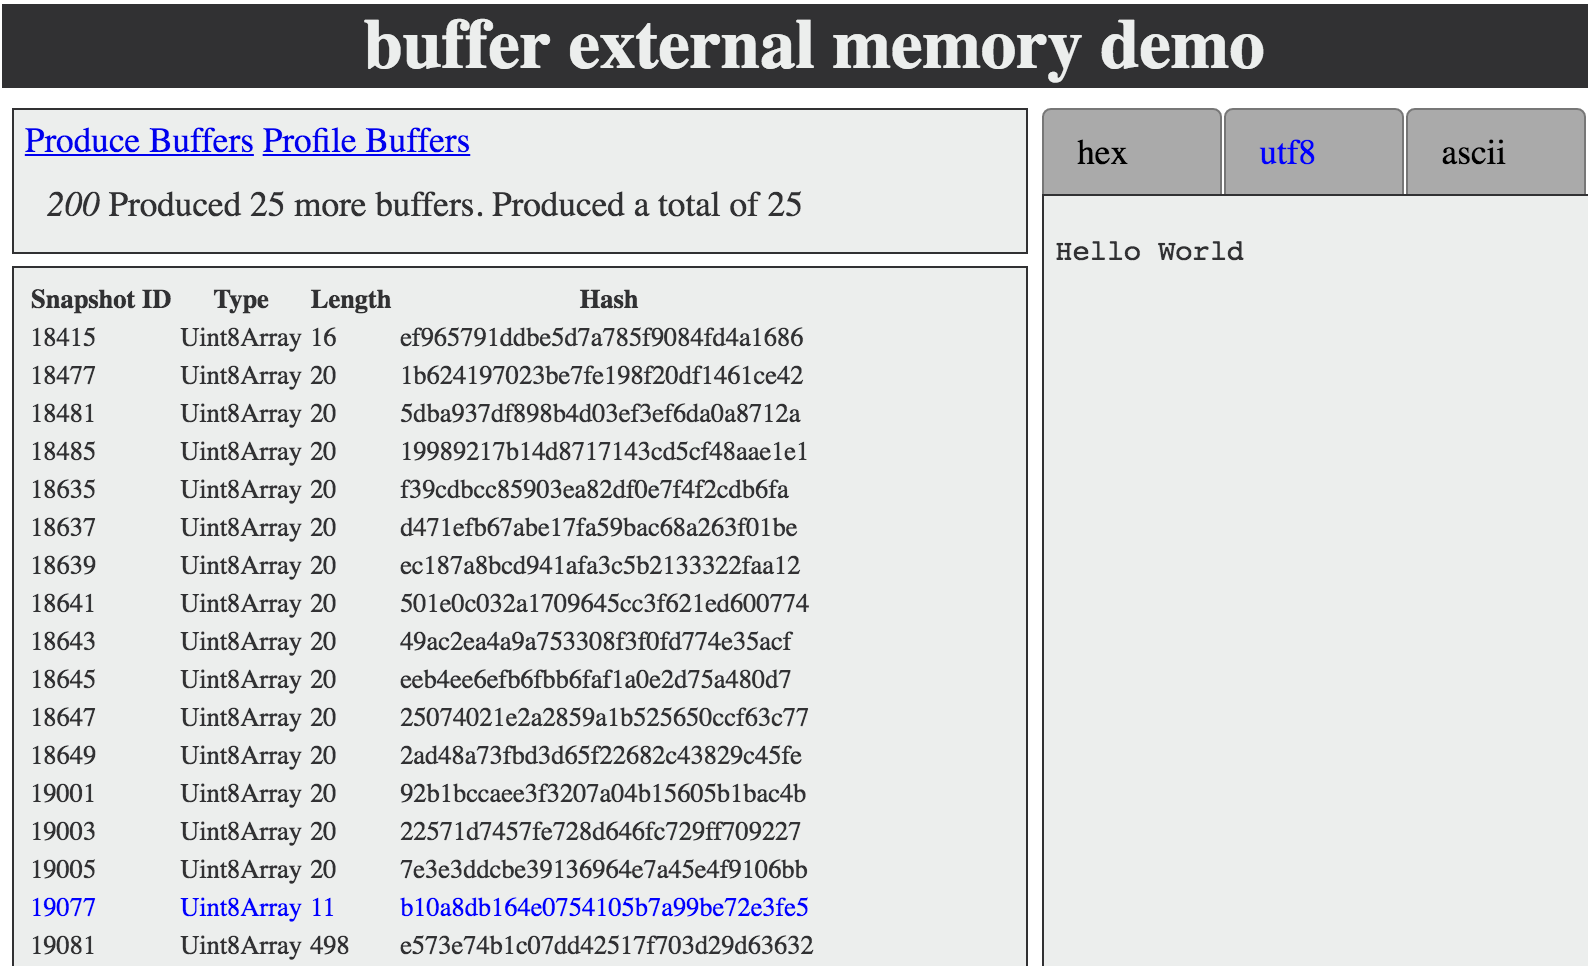 buffer external memory demo
Produce Buffers Profile Buffers
200 Produced 25 more buffers. Produced a total of 25
Snapshot ID Type Length Hash
18415 Uint8Array 16 ef965791ddbe5d7a785f9084fd4a1686
18477 Uint8Array 20 1b624197023be7fe198f20df1461ce42
18481 Uint8Array 20 5dba937df898b4d03ef3ef6da0a8712a
18485 Uint8Array 20 19989217b14d8717143cd5cf48aae1e1
18635 Uint8Array 20 f39cdbcc85903ea82df0e7f4f2cdb6fa
18637 Uint8Array 20 d471efb67abe17fa59bac68a263f01be
18639 Uint8Array 20 ec187a8bcd941afa3c5b2133322faa12
18641 Uint8Array 20 501e0c032a1709645cc3f621ed600774
18643 Uint8Array 20 49ac2ea4a9a753308f3f0fd774e35acf
18645 Uint8Array 20 eeb4ee6efb6fbb6faf1a0e2d75a480d7
18647 Uint8Array 20 25074021e2a2859a1b525650ccf63c77
18649 Uint8Array 20 2ad48a73fbd3d65f22682c43829c45fe
19001 Uint8Array 20 92b1bccaee3f3207a04b15605b1bac4b
19003 Uint8Array 20 22571d7457fe728d646fc729ff709227
19005 Uint8Array 20 7e3e3ddcbe39136964e7a45e4f9106bb
19077 Uint8Array 11 b10a8db164e0754105b7a99be72e3fe5
19081 Uint8Array 498 e573e74b1c07dd42517f703d29d63632
hex utf8 ascii
Hello World